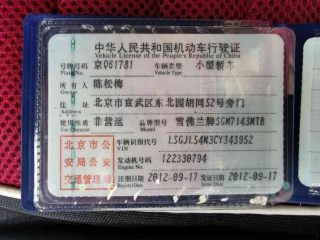 中华人民共和国机动车行驶证
Vehicle License of the People's Republic of China
号牌号码 京Q61781 车辆类型 小型轿车
Plate No. Vehicle Type
所有人 陈松梅
Owner
住址 北京市宣武区东北园胡同52号旁门
Address
使用性质 非营运 品牌型号 雪佛兰牌SGM7143MTB
Use Character Model
北京市公 车辆识别代号 LSGJL54M3CY343952
VIN
安局公安 发动机号码 122330794
Engine No.
交通管理局 注册日期 2012-09-17 发证日期 2012-09-17
Register Date Issue Date